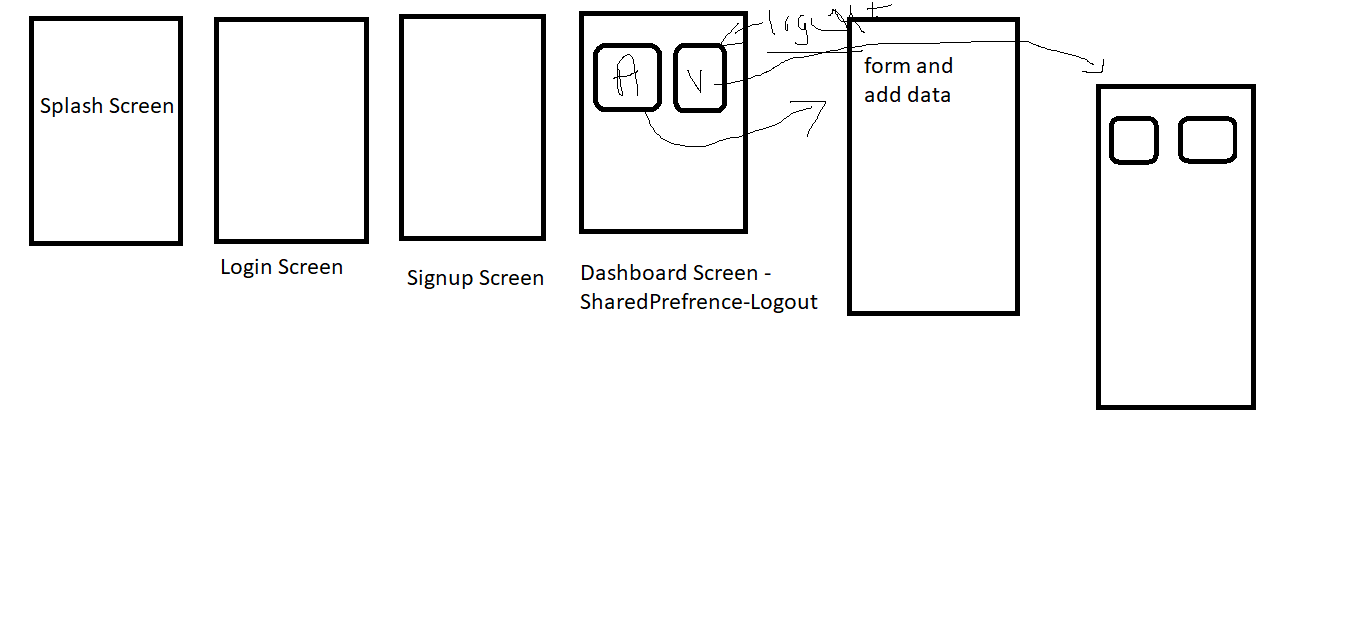 Splash Screen
Login Screen
Signup Screen
A
V
logout
Dashboard Screen -
SharedPrefrence-Logout
form and
add data